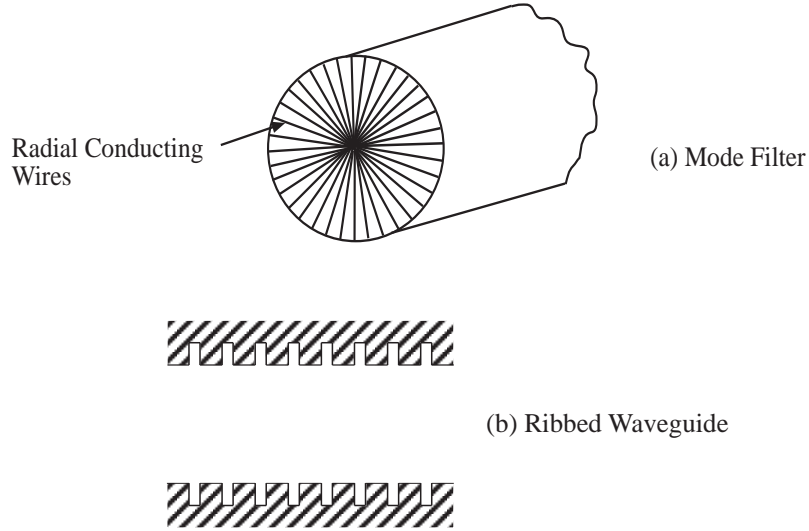 Radial Conducting
Wires
(a) Mode Filter
(b) Ribbed Waveguide